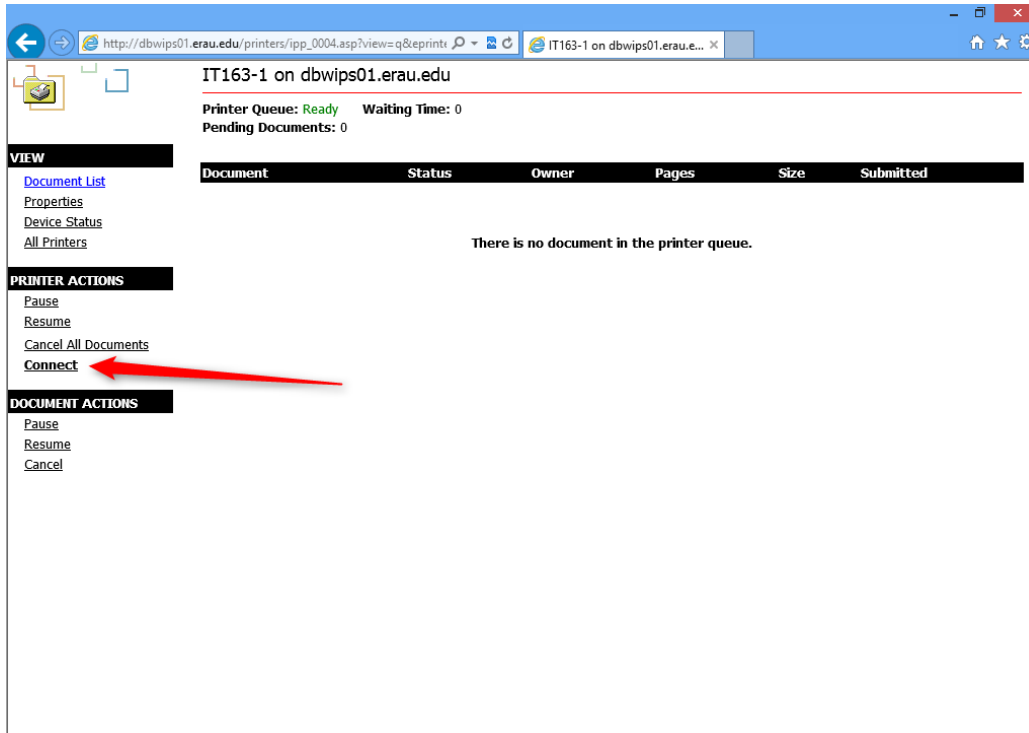 http://dbwips01.erau.edu/printers/ipp_0004.asp?view=q&eprinte
IT163-1 on dbwips01.erau.e...
IT163-1 on dbwips01.erau.edu
Printer Queue: Ready Waiting Time: 0
Pending Documents: 0
VIEW
Document List
Properties
Device Status
All Printers
PRINTER ACTIONS
Pause
Resume
Cancel All Documents
Connect
DOCUMENT ACTIONS
Pause
Resume
Cancel
Document Status Owner Pages Size Submitted
There is no document in the printer queue.